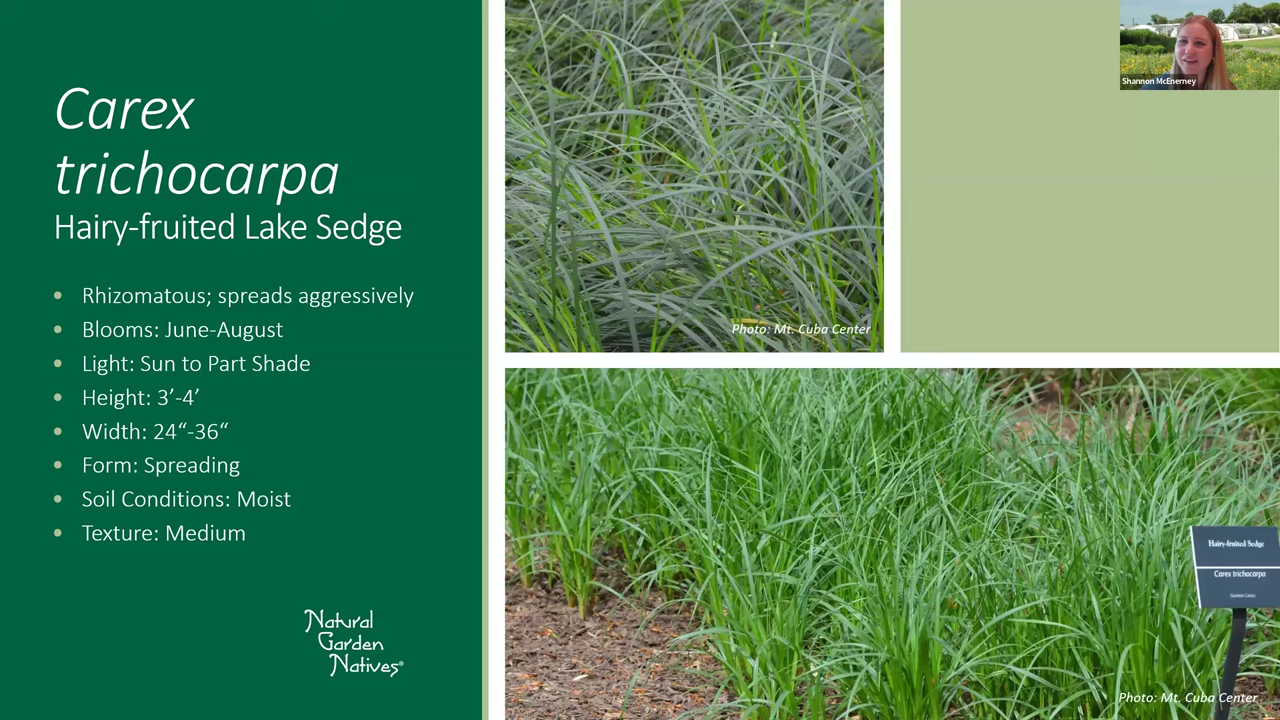 Carex
trichocarpa
Hairy-fruited Lake Sedge
• Rhizomatous; spreads aggressively
• Blooms: June-August
• Light: Sun to Part Shade
• Height: 3’-4’
• Width: 24“-36“
• Form: Spreading
• Soil Conditions: Moist
• Texture: Medium
Natural
Garden
Natives®
Photo: Mt. Cuba Center
Shannon McEnerney
Hairy-fruited Sedge
Carex trichocarpa
Photo: Mt. Cuba Center